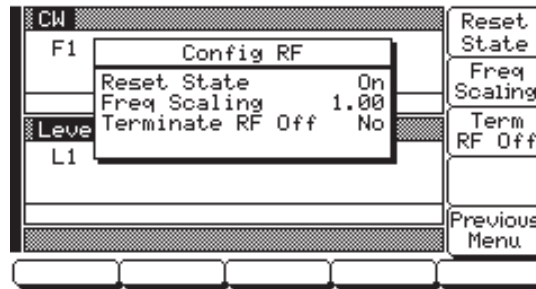 CW
F1
Config RF
Reset State On
Freq Scaling 1.00
Terminate RF Off No
Leve
L1
Reset
State
Freq
Scaling
Term
RF Off
Previous
Menu